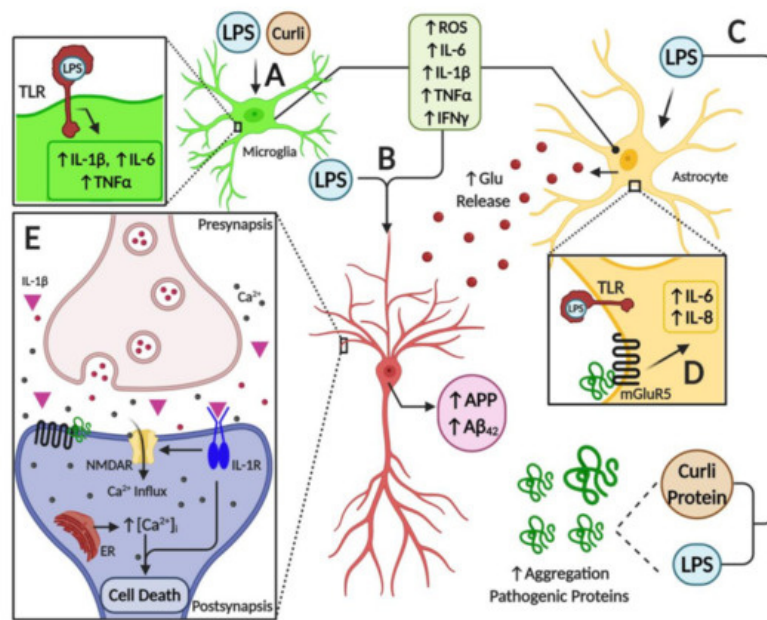 LPS
Curli
A
TLR
LPS
↑IL-1β, ↑IL-6
↑TNFα
Microglia
↑ROS
↑IL-6
↑IL-1β
↑TNFα
↑IFNγ
C
LPS
Astrocyte
LPS
B
↑Glu
Release
E
Presynapsis
IL-1β
Ca²⁺
NMDAR
IL-1R
Ca²⁺ Influx
↑[Ca²⁺]ᵢ
ER
Cell Death
Postsynapsis
↑APP
↑Aβ₄₂
TLR
LPS
↑IL-6
↑IL-8
D
mGluR5
Curli
Protein
LPS
↑Aggregation
Pathogenic Proteins